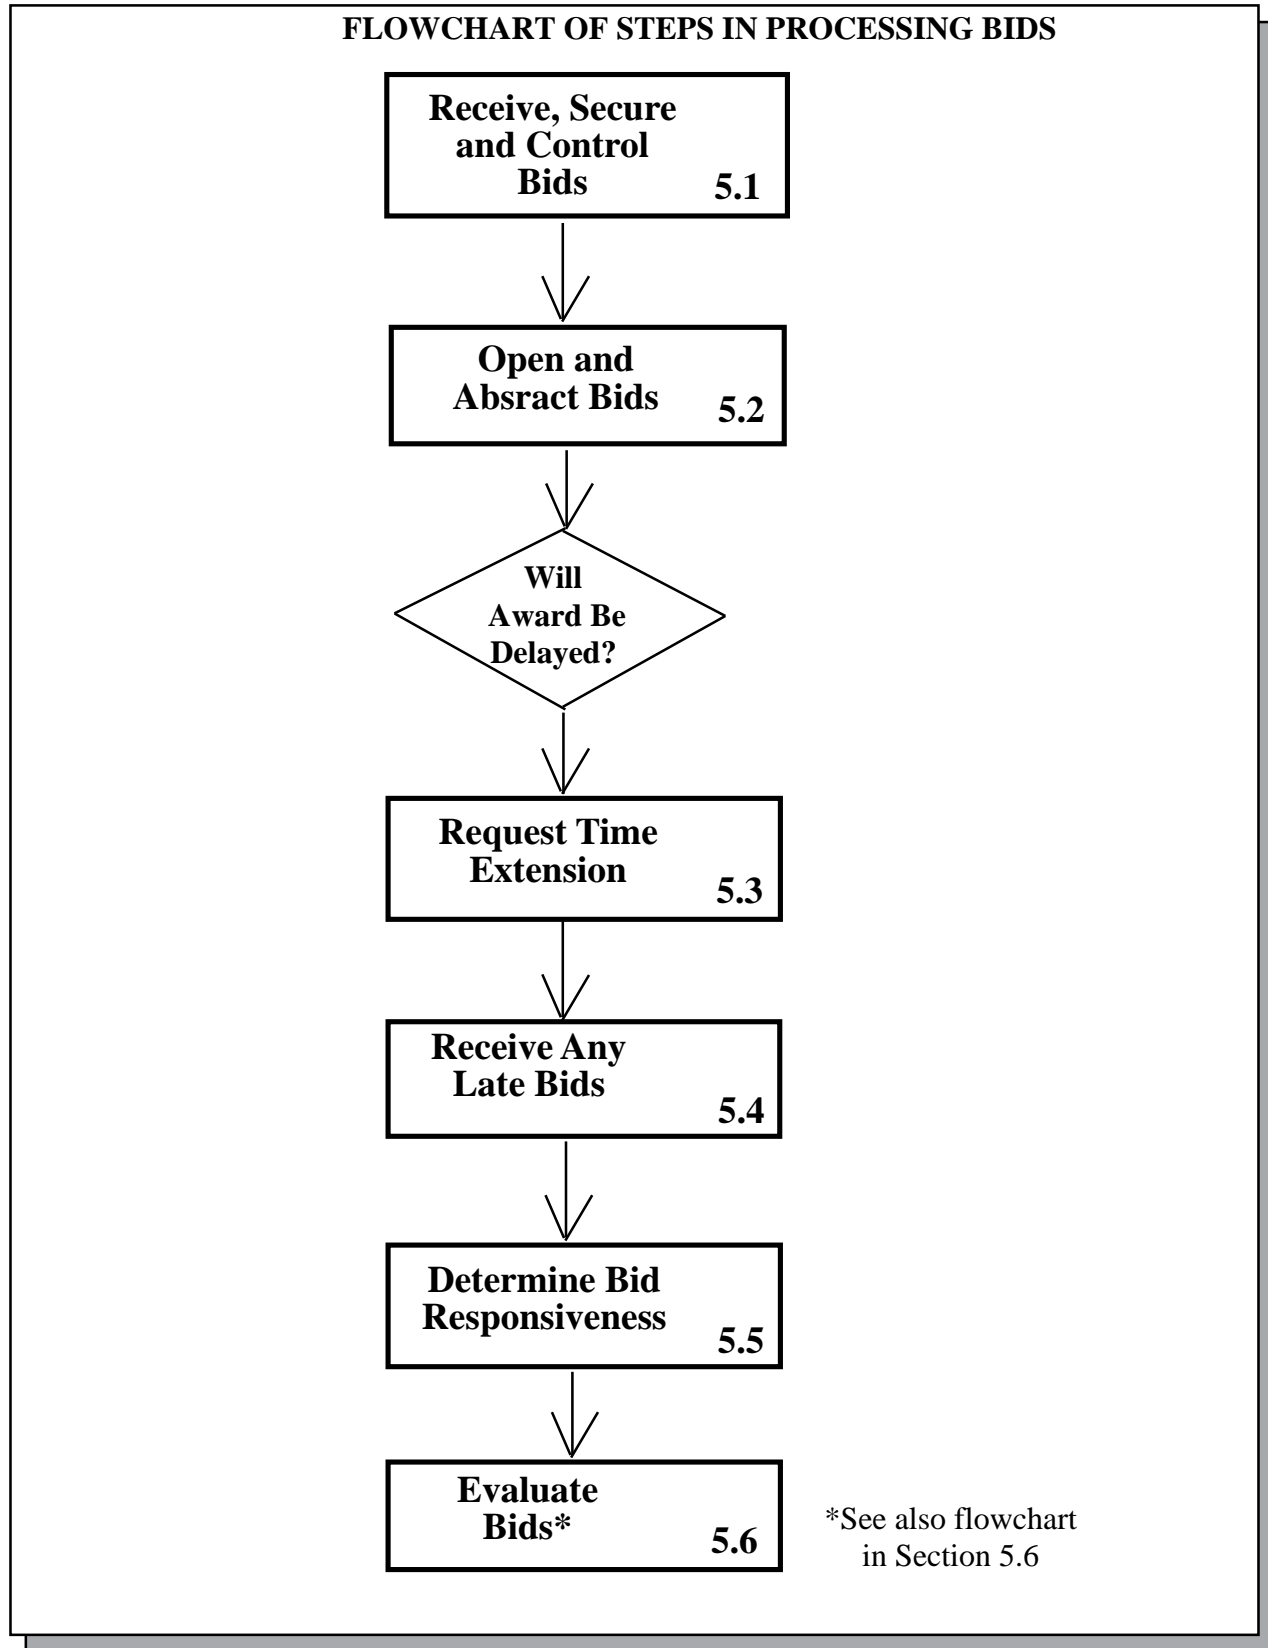 FLOWCHART OF STEPS IN PROCESSING BIDS
Receive, Secure
and Control
Bids
5.1
Open and
Absract Bids
5.2
Will
Award Be
Delayed?
Request Time
Extension
5.3
Receive Any
Late Bids
5.4
Determine Bid
Responsiveness
5.5
Evaluate
Bids*
5.6
*See also flowchart
in Section 5.6